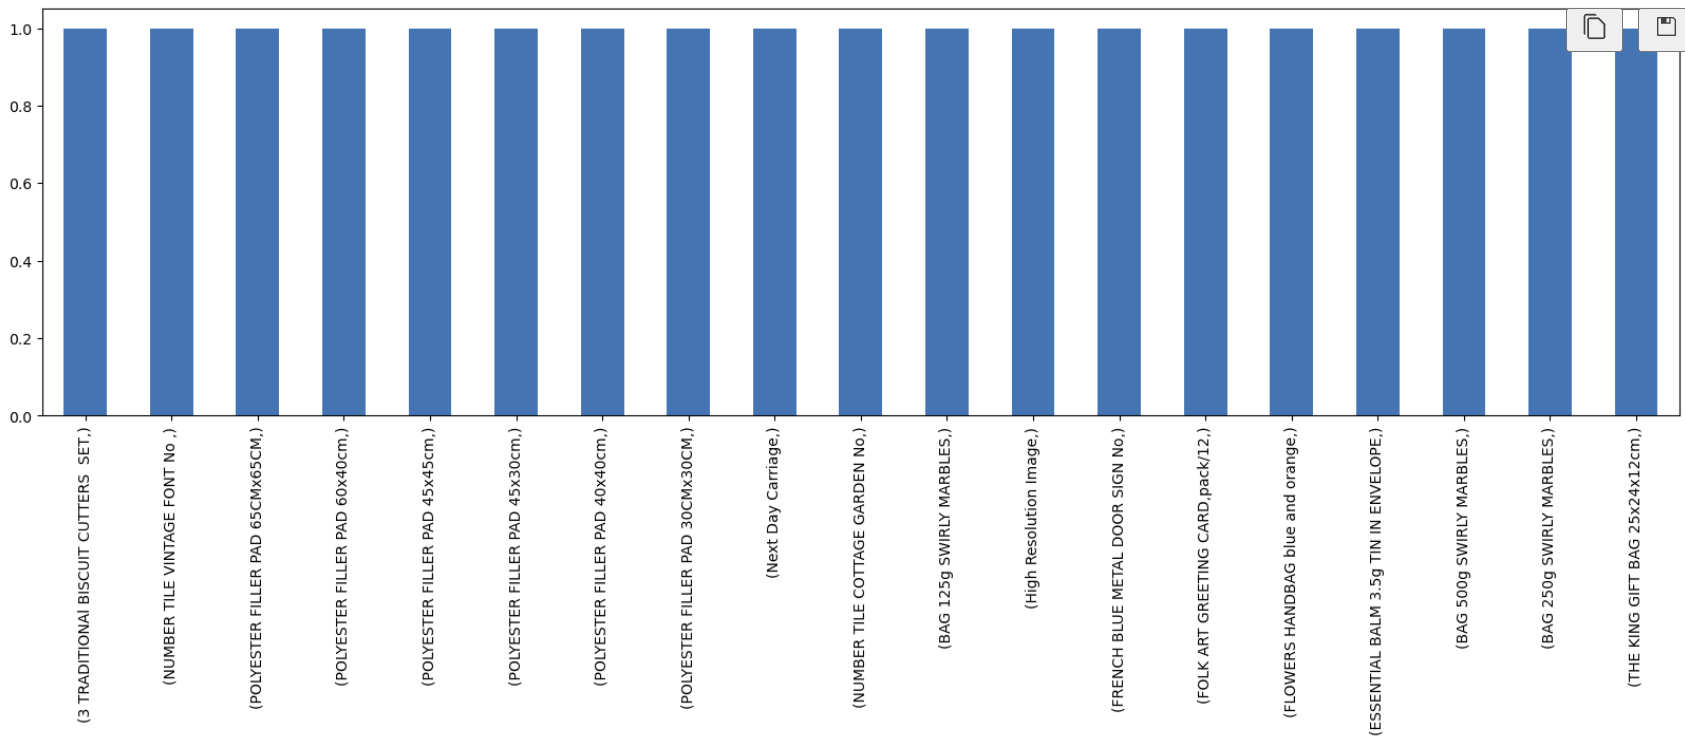 1.0
0.8
0.6
0.4
0.2
0.0
(3 TRADITIONAl BISCUIT CUTTERS  SET,)
(NUMBER TILE VINTAGE FONT No ,)
(POLYESTER FILLER PAD 65CMx65CM,)
(POLYESTER FILLER PAD 60x40cm,)
(POLYESTER FILLER PAD 45x45cm,)
(POLYESTER FILLER PAD 45x30cm,)
(POLYESTER FILLER PAD 40x40cm,)
(POLYESTER FILLER PAD 30CMx30CM,)
(Next Day Carriage,)
(NUMBER TILE COTTAGE GARDEN No,)
(BAG 125g SWIRLY MARBLES,)
(High Resolution Image,)
(FRENCH BLUE METAL DOOR SIGN No,)
(FOLK ART GREETING CARD,pack/12,)
(FLOWERS HANDBAG blue and orange,)
(ESSENTIAL BALM 3.5g TIN IN ENVELOPE,)
(BAG 500g SWIRLY MARBLES,)
(BAG 250g SWIRLY MARBLES,)
(THE KING GIFT BAG 25x24x12cm,)